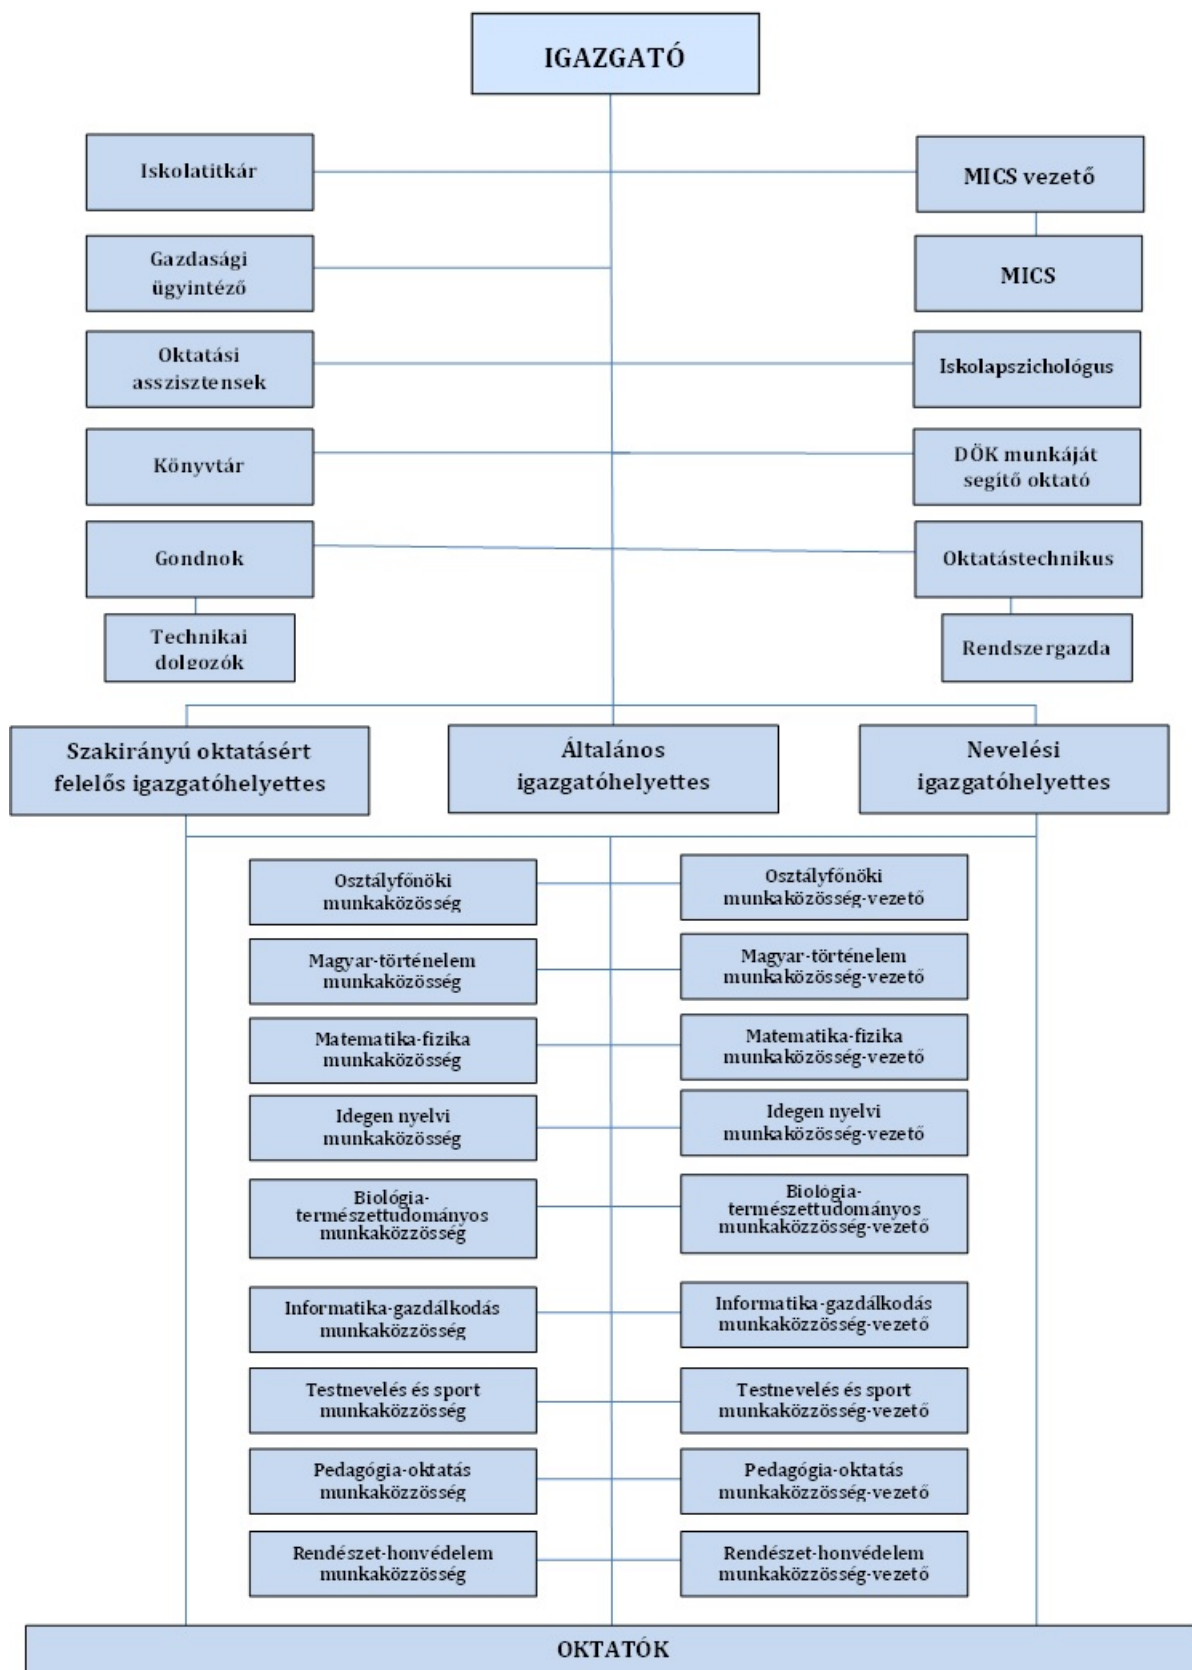 IGAZGATÓ
Iskolatitkár
MICS vezető
Gazdasági
ügyintéző
MICS
Oktatási
asszisztensek
Iskolapszichológus
Könyvtár
DÖK munkáját
segítő oktató
Gondnok
Oktatástechnikus
Technikai
dolgozók
Rendszergazda
Szakirányú oktatásért
felelős igazgatóhelyettes
Általános
igazgatóhelyettes
Nevelési
igazgatóhelyettes
Osztályfőnöki
munkaközösség
Osztályfőnöki
munkaközösség-vezető
Magyar-történelem
munkaközösség
Magyar-történelem
munkaközösség-vezető
Matematika-fizika
munkaközösség
Matematika-fizika
munkaközösség-vezető
Idegen nyelvi
munkaközösség
Idegen nyelvi
munkaközösség-vezető
Biológia-
természettudományos
munkaközzösség
Biológia-
természettudományos
munkaközzösség-vezető
Informatika-gazdálkodás
munkaközzösség
Informatika-gazdálkodás
munkaközzösség-vezető
Testnevelés és sport
munkaközzösség
Testnevelés és sport
munkaközzösség-vezető
Pedagógia-oktatás
munkaközzösség
Pedagógia-oktatás
munkaközzösség-vezető
Rendészet-honvédelem
munkaközzösség
Rendészet-honvédelem
munkaközzösség-vezető
OKTATÓK